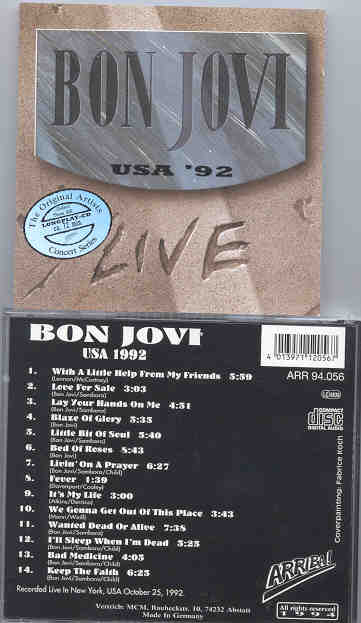 BON JOVI
USA '92
The Original Artists
LONGPLAY-CD
Concert Series
LIVE
BON JOVI
USA 1992
4 013971 120567
ARR 94.056
1. With A Little Help From My Friends 5:59
(Lennon/McCartney)
2. Love For Sale 3:03
(Bon Jovi/Sambora)
3. Lay Your Hands On Me 4:51
(Bon Jovi/Sambora)
4. Blaze Of Glory 5:35
(Bon Jovi)
5. Little Bit Of Soul 5:40
(Bon Jovi/Sambora)
6. Bed Of Roses 8:43
(Bon Jovi)
7. Livin' On A Prayer 6:27
(Bon Jovi/Sambora/Child)
8. Fever 1:39
(Davenport/Cooley)
9. It's My Life 3:00
(Atkins/Derrico)
10. We Gonna Get Out Of This Place 3:43
(Mann/Weill)
11. Wanted Dead Or Alive 7:38
(Bon Jovi/Sambora)
12. I'll Sleep When I'm Dead 5:25
(Bon Jovi/Sambora/Child)
13. Bad Medicine 4:05
(Bon Jovi/Sambora/Child)
14. Keep The Faith 6:25
(Bon Jovi/Sambora/Child)
Recorded Live In New York, USA October 25, 1992.
Vertrieb: MCM, Rauheckstr. 10, 74232 Abstatt
Made In Germany
COMPACT
disc
DIGITAL AUDIO
Coverpainting: Fabrice Koch
ARRIBA!
All rights reserved
1994